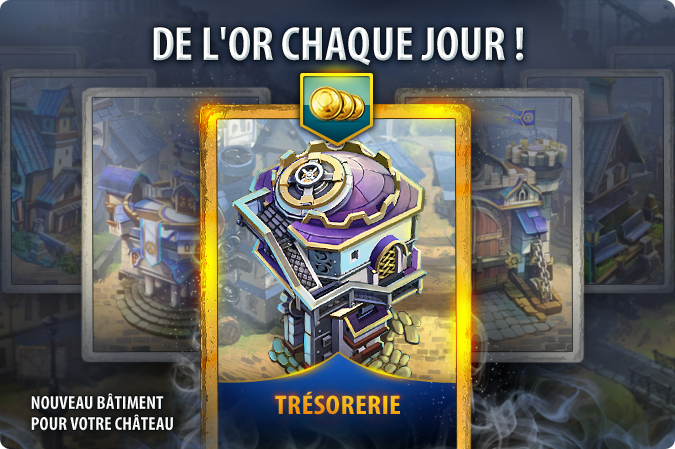 DE L'OR CHAQUE JOUR !
TRÉSORERIE
NOUVEAU BÂTIMENT
POUR VOTRE CHÂTEAU